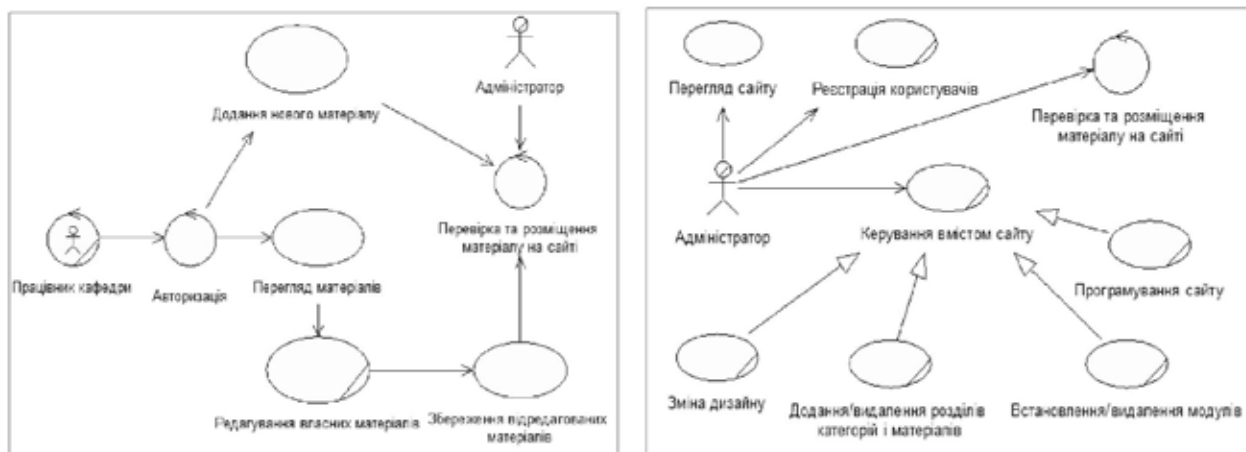 Адміністратор
Додання нового матеріалу
Перевірка та розміщення
матеріалу на сайті
Працівник кафедри
Авторизація
Перегляд матеріалів
Редагування власних матеріалів
Збереження відредагованих
матеріалів
Перегляд сайту
Реєстрація користувачів
Перевірка та розміщення
матеріалу на сайті
Адміністратор
Керування вмістом сайту
Програмування сайту
Зміна дизайну
Додання/видалення розділів
категорій і матеріалів
Встановлення/видалення модулів